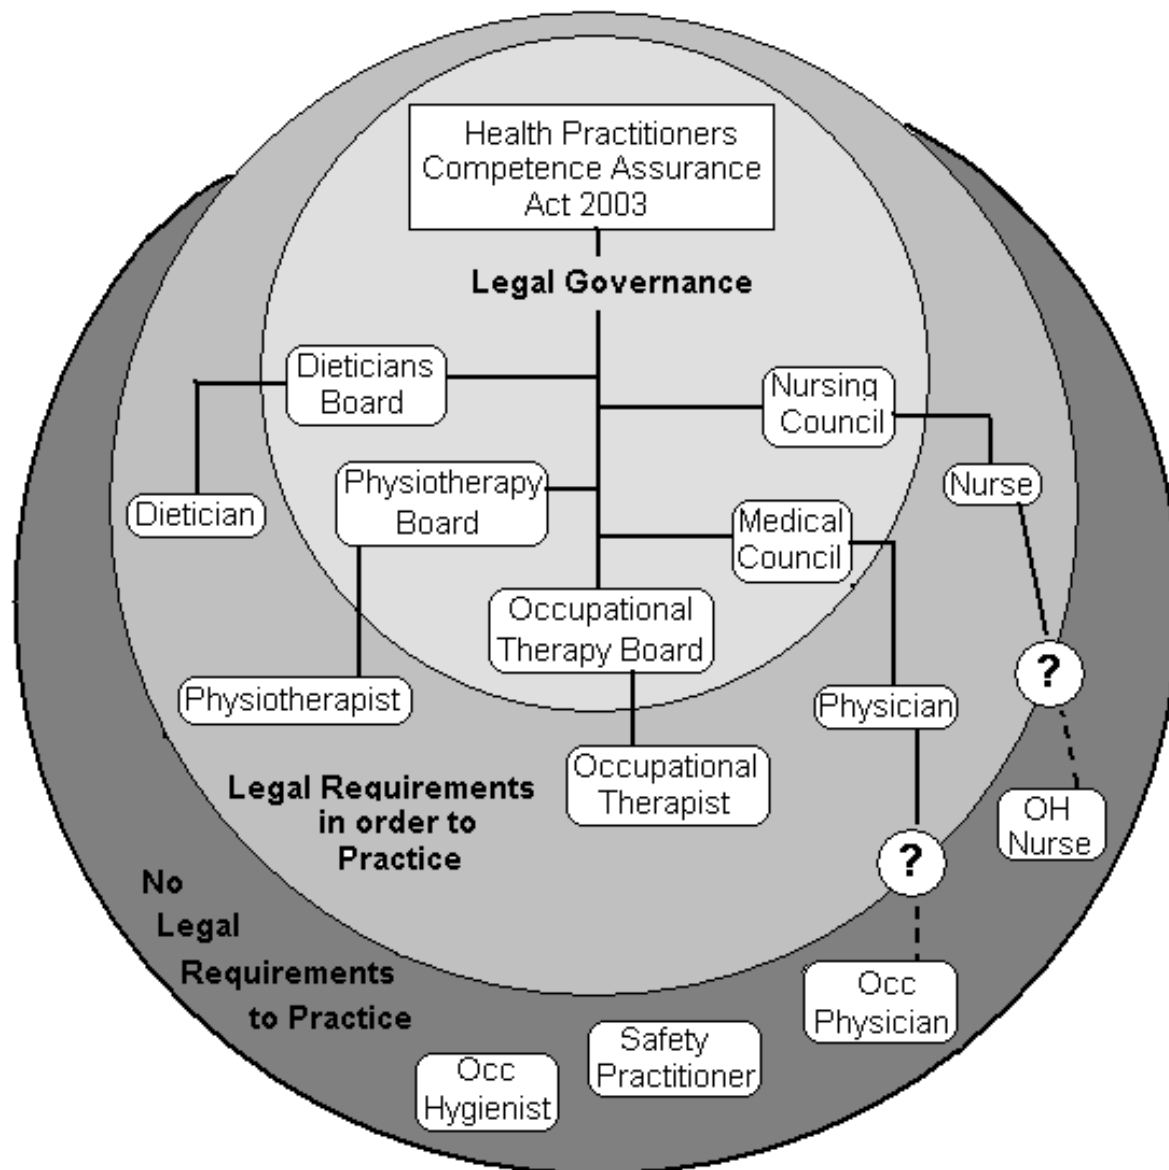 Health Practitioners
Competence Assurance
Act 2003
Legal Governance
Dieticians
Board
Nursing
Council
Physiotherapy
Board
Nurse
Dietician
Medical
Council
Occupational
Therapy Board
?
Physiotherapist
Physician
Occupational
Therapist
Legal Requirements
in order to
Practice
OH
Nurse
?
No
Legal
Requirements
to Practice
Occ
Physician
Safety
Practitioner
Occ
Hygienist